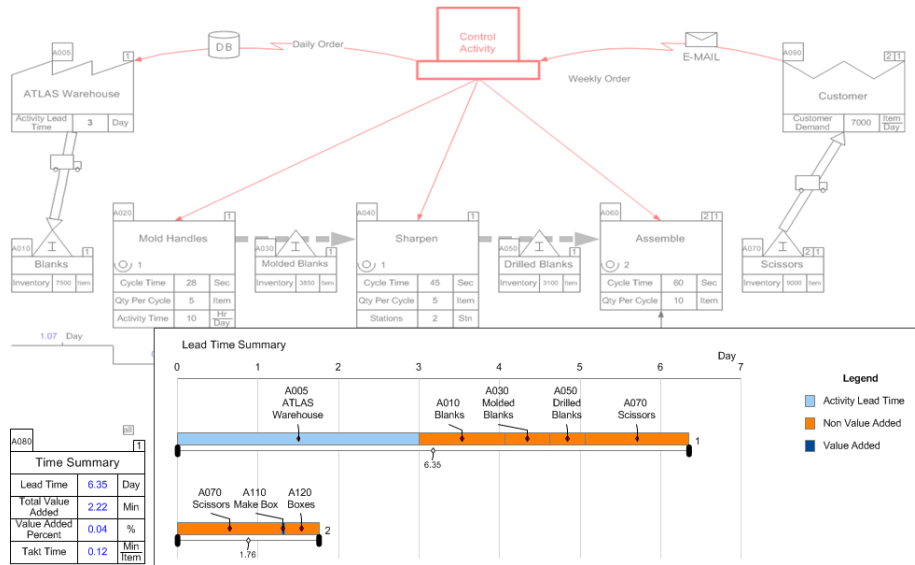 A005
1
ATLAS Warehouse
Activity Lead Time
3
Day
DB
Daily Order
Control Activity
E-MAIL
Weekly Order
A090
2 1
Customer
Customer Demand
7000
Item
Day
A010
1
Blanks
Inventory
7500
Item
A020
1
Mold Handles
1
Cycle Time
28
Sec
Qty Per Cycle
5
Item
Activity Time
10
Hr
Day
A030
I
1
Molded Blanks
Inventory
3850
Item
A040
1
Sharpen
1
Cycle Time
45
Sec
Qty Per Cycle
5
Item
Stations
2
Stn
A050
I
1
Drilled Blanks
Inventory
3100
Item
A060
2 1
Assemble
2
Cycle Time
60
Sec
Qty Per Cycle
10
Item
A070
I
2 1
Scissors
Inventory
9000
Item
1.07 Day
Lead Time Summary
Day
0 1 2 3 4 5 6 7
A005
ATLAS
Warehouse
A010
Blanks
A030
Molded
Blanks
A050
Drilled
Blanks
A070
Scissors
1
6.35
A070
Scissors
A110
Make Box
A120
Boxes
2
1.76
Legend
Activity Lead Time
Non Value Added
Value Added
A080
all
1
Time Summary
Lead Time
6.35
Day
Total Value Added
2.22
Min
Value Added Percent
0.04
%
Takt Time
0.12
Min
Item